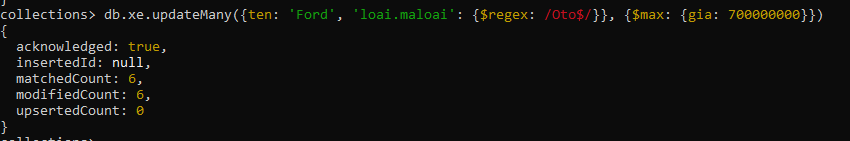 collections> db.xe.updateMany({ten: 'Ford', 'loai.maloai': {$regex: /Oto$/}}, {$max: {gia: 700000000}})
{
  acknowledged: true,
  insertedId: null,
  matchedCount: 6,
  modifiedCount: 6,
  upsertedCount: 0
}
collections>